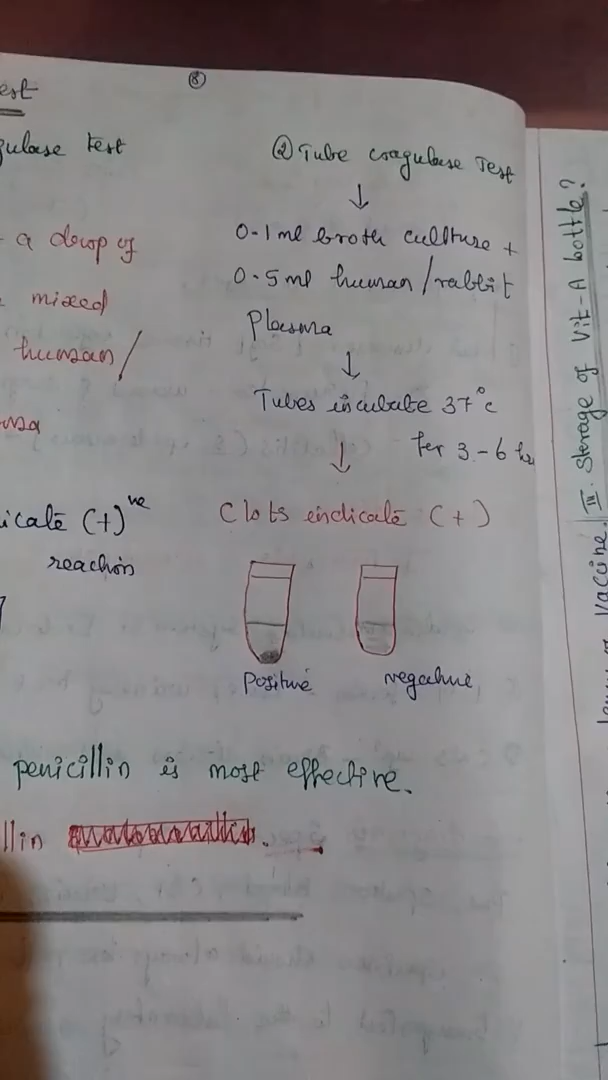 ⑧
est
gulase test
a drop of
mixed
human/
icate (+)ve
reaction
② Tube coagulase Test
↓
0.1 ml broth cullture +
0.5 ml human/rabbit
plasma
↓
Tubes incubate 37°c
for 3-6 hr
↓
Clots indicate (+)
positive negative
penicillin is most effective.
llin
III. Storage of Vit-A bottle?
Vaccine.